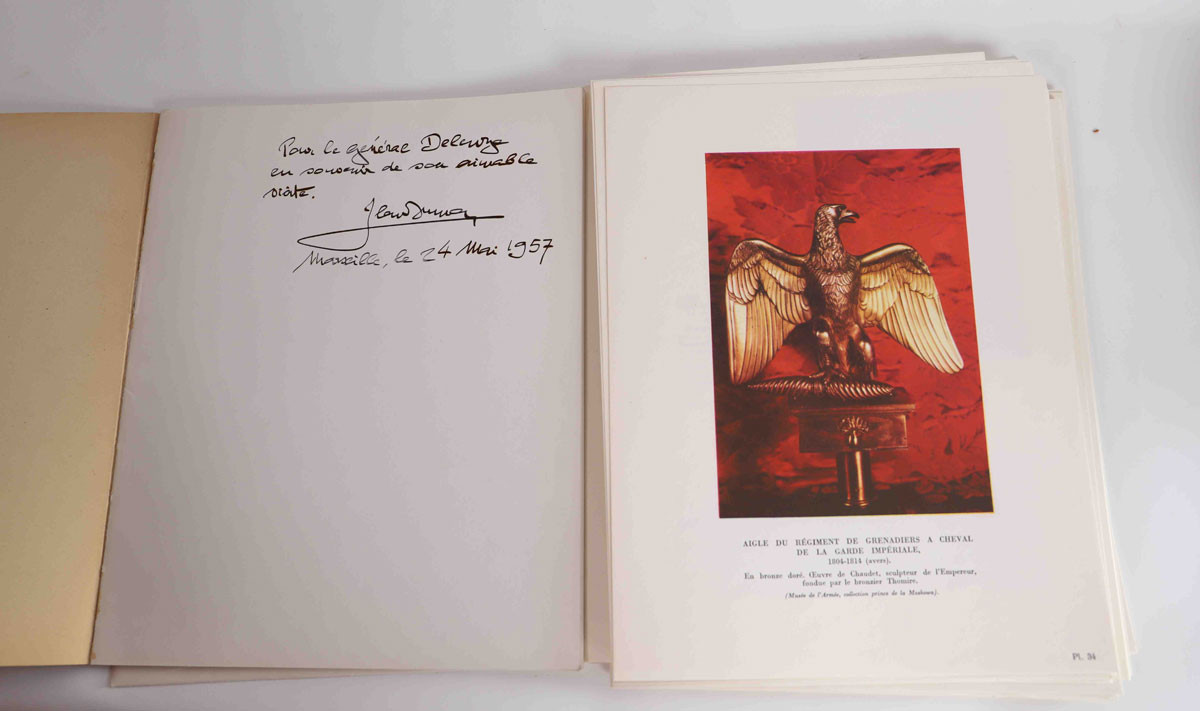 Pour le général Delarge
en souvenir de son aimable
visite.
Marseille, le 24 Mai 1957
AIGLE DU RÉGIMENT DE GRENADIERS A CHEVAL
DE LA GARDE IMPÉRIALE,
1804-1814 (avers).
En bronze doré. Œuvre de Chaudet, sculpteur de l'Empereur,
fondue par le bronzier Thomire.
(Musée de l'Armée, collection prince de la Moskowa).
Pl. 34